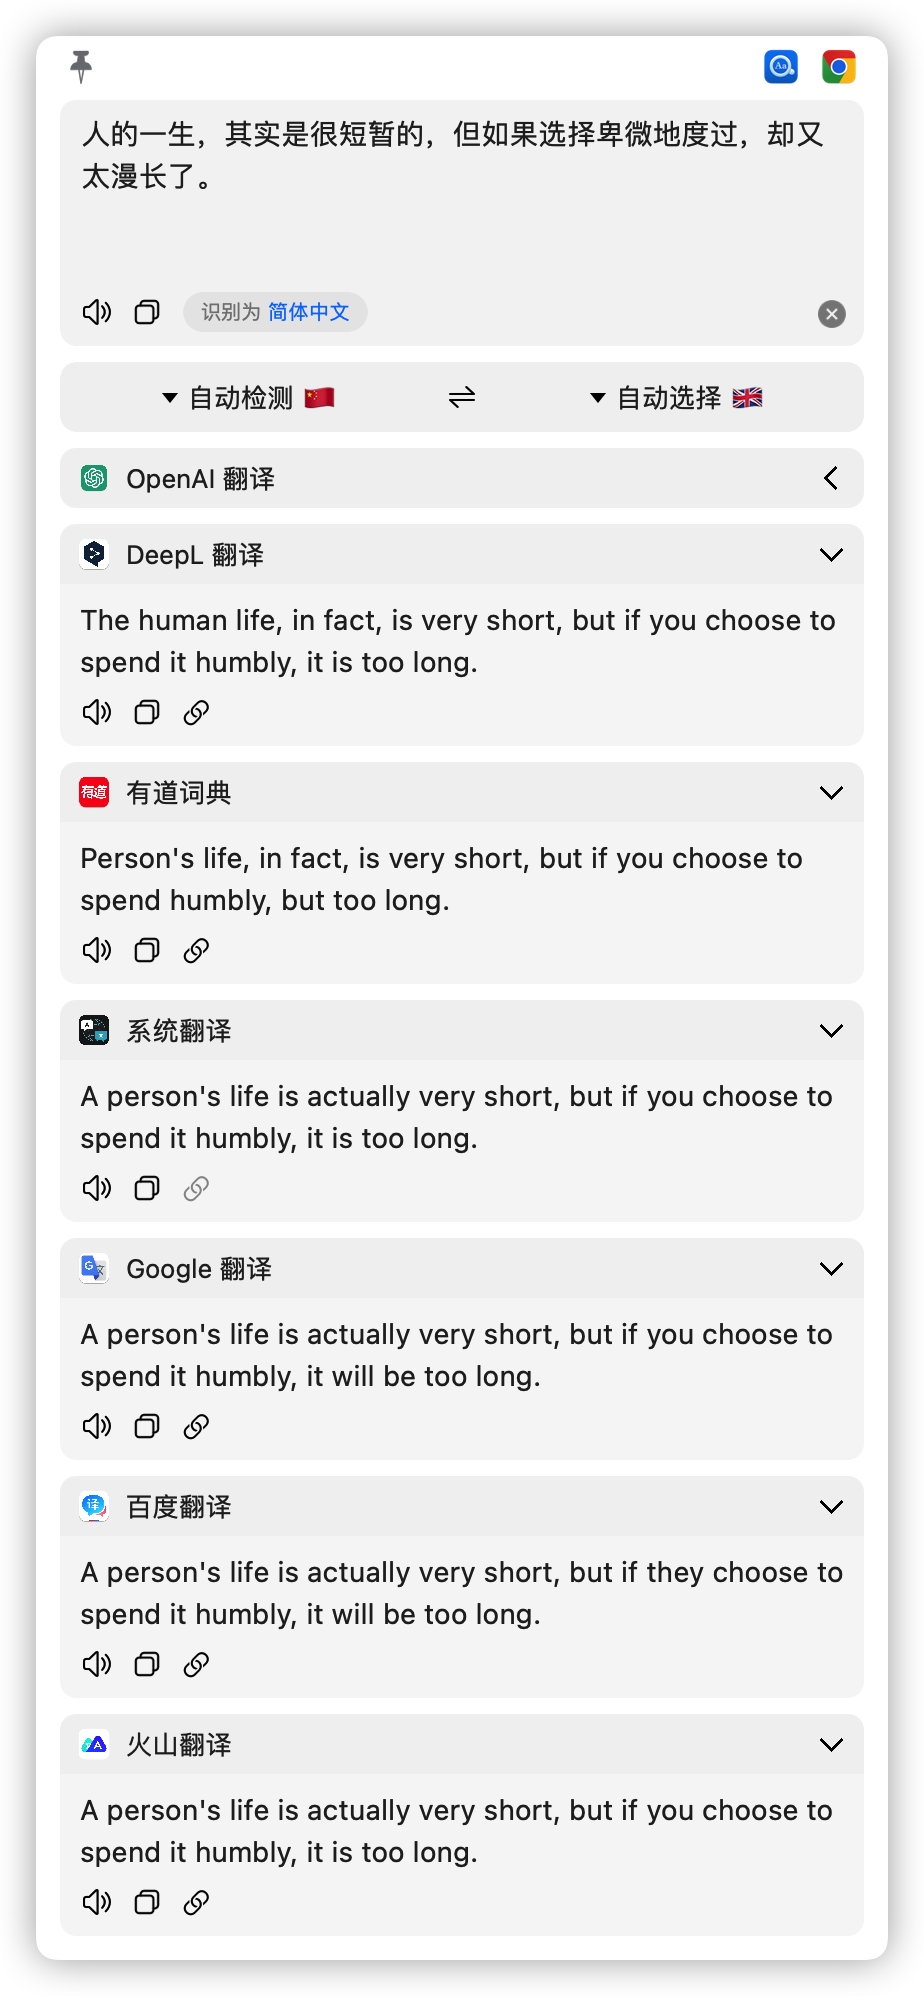 Aa
人的一生，其实是很短暂的，但如果选择卑微地度过，却又
太漫长了。
识别为 简体中文
自动检测
自动选择
OpenAI 翻译
DeepL 翻译
The human life, in fact, is very short, but if you choose to
spend it humbly, it is too long.
有道 有道词典
Person's life, in fact, is very short, but if you choose to
spend humbly, but too long.
系统翻译
A person's life is actually very short, but if you choose to
spend it humbly, it is too long.
Google 翻译
A person's life is actually very short, but if you choose to
spend it humbly, it will be too long.
译 百度翻译
A person's life is actually very short, but if they choose to
spend it humbly, it will be too long.
火山翻译
A person's life is actually very short, but if you choose to
spend it humbly, it is too long.